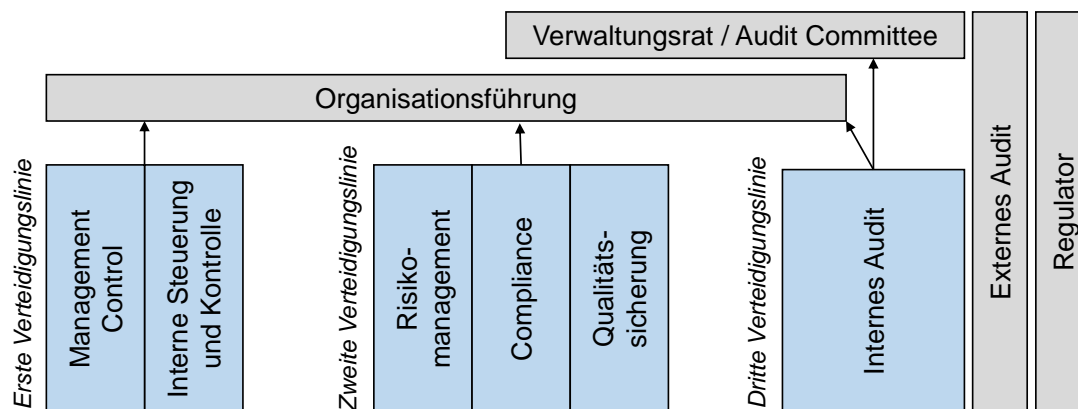 Verwaltungsrat / Audit Committee
Organisationsführung
Erste Verteidigungslinie
Management
Control
Interne Steuerung
und Kontrolle
Zweite Verteidigungslinie
Risiko-
management
Compliance
Qualitäts-
sicherung
Dritte Verteidigungslinie
Internes Audit
Externes Audit
Regulator